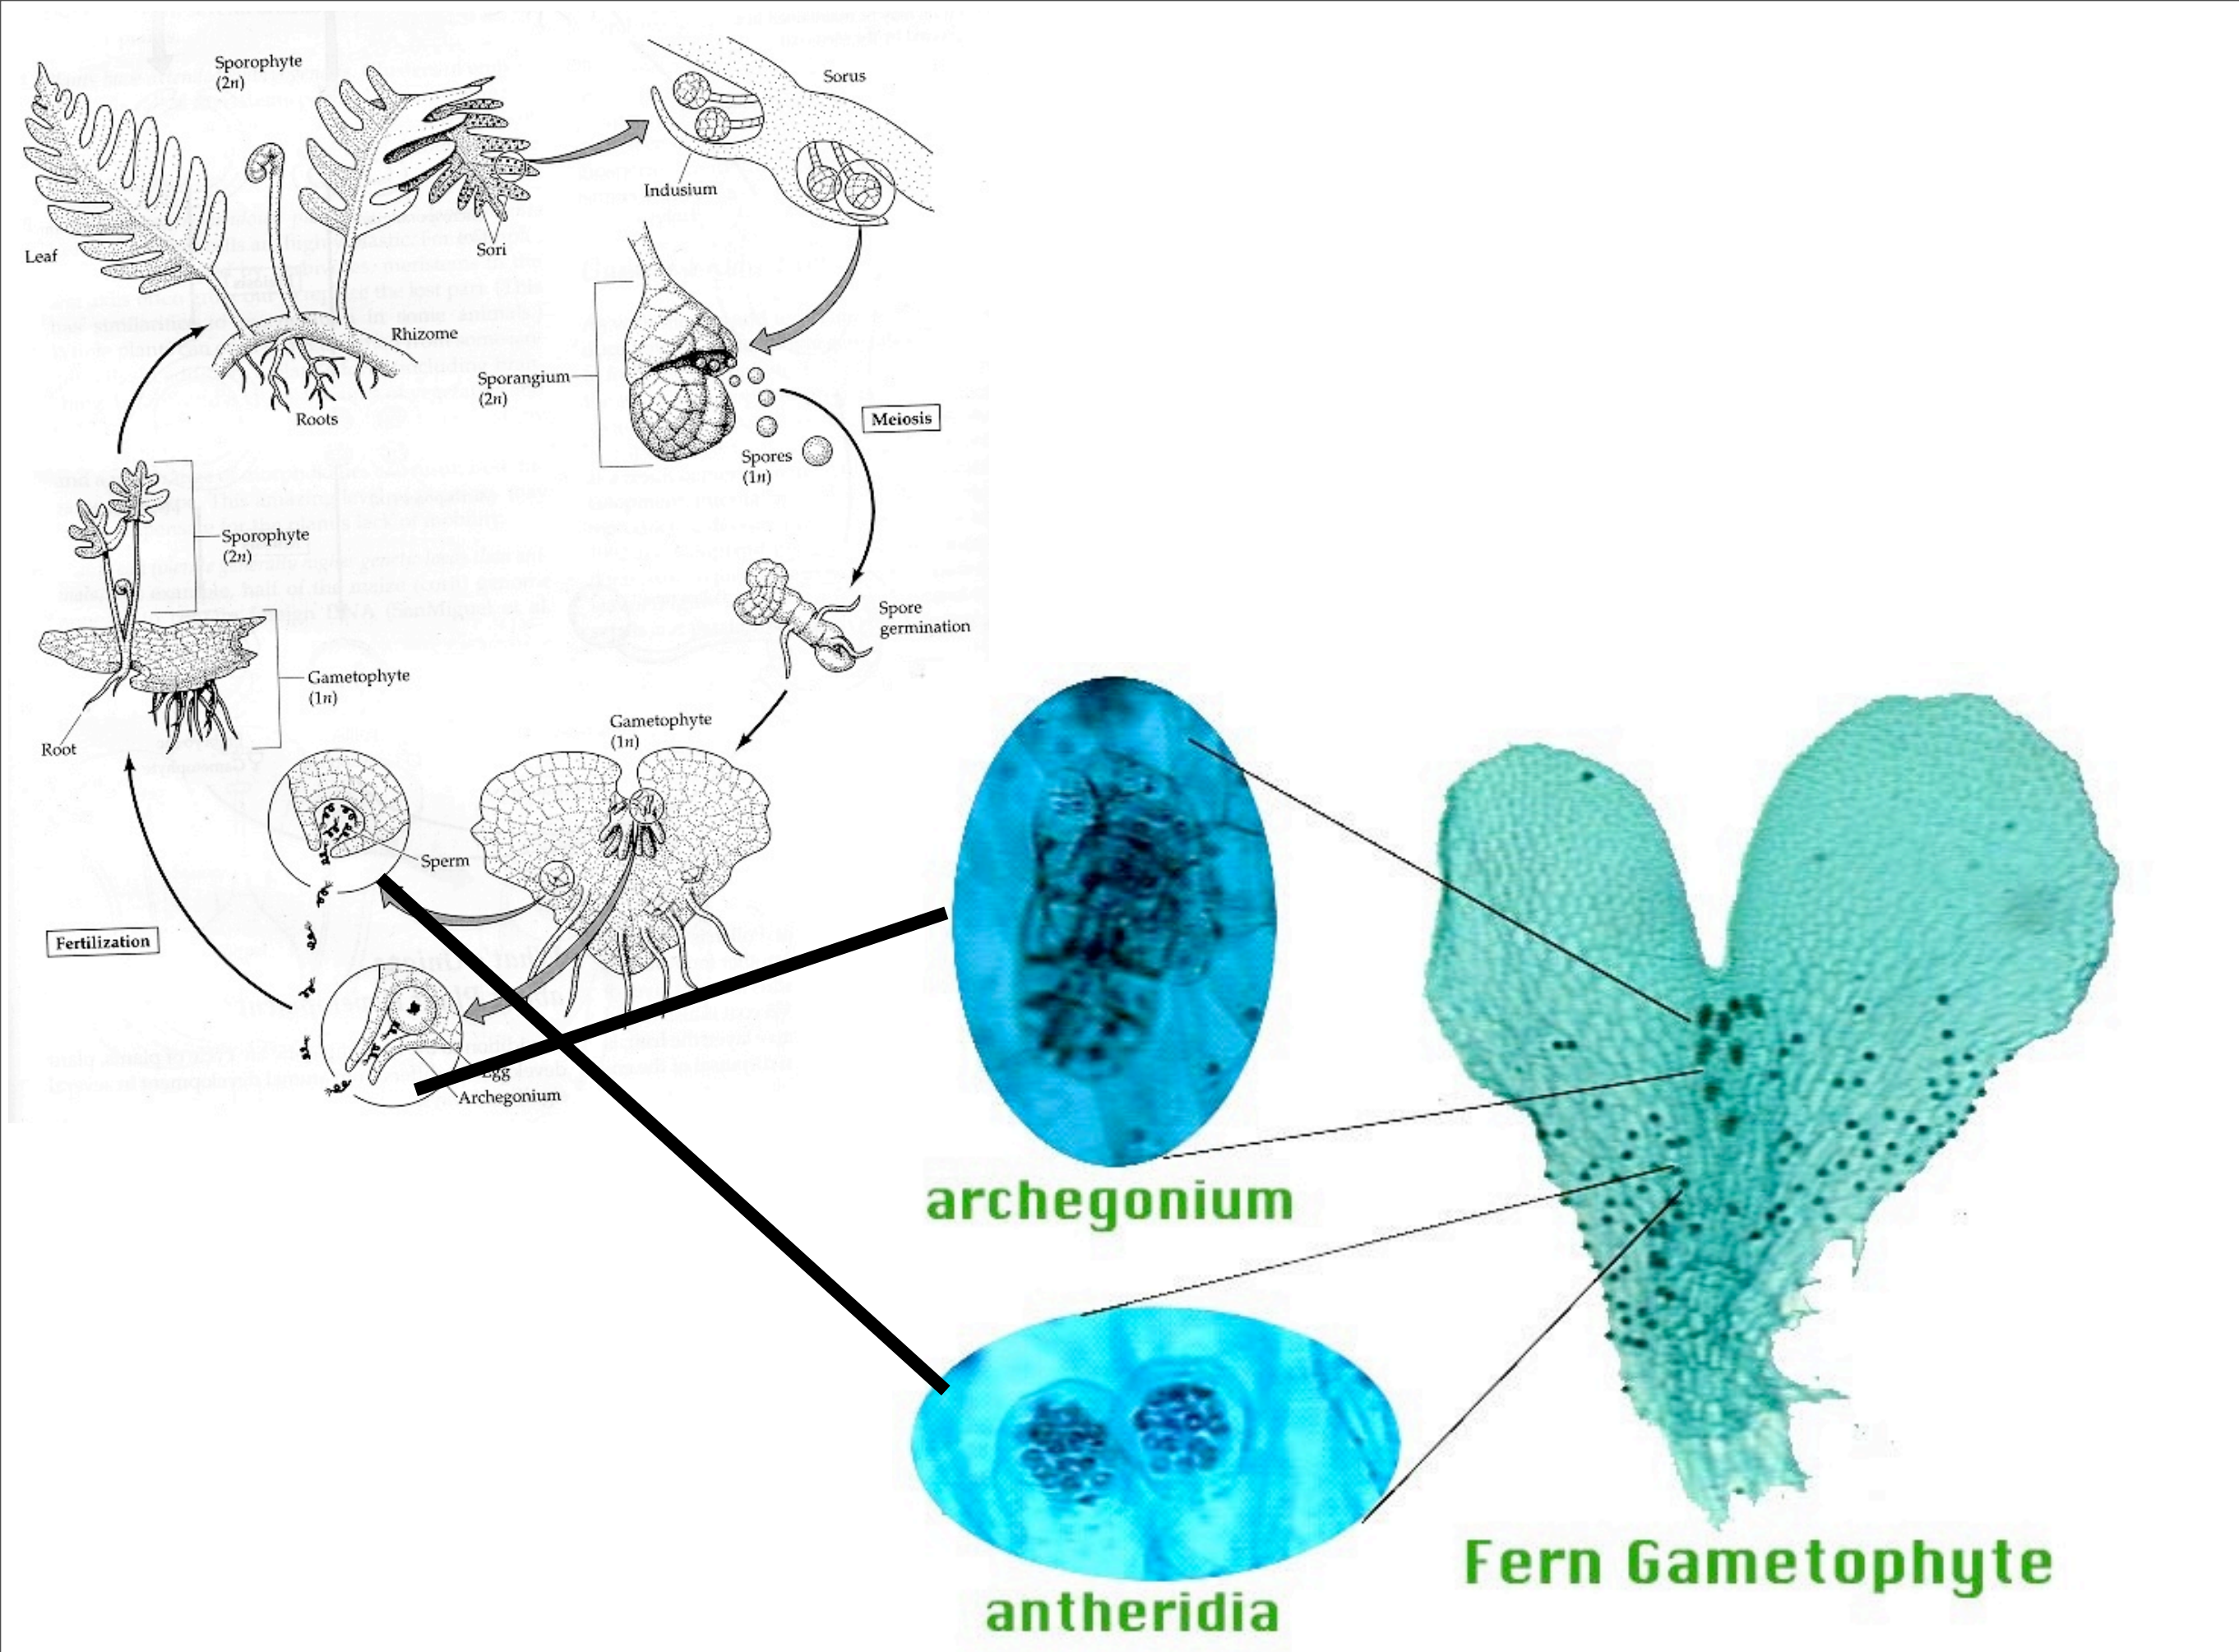 Sporophyte
(2n)
Sorus
Indusium
Sori
Leaf
Rhizome
Roots
Sporangium
(2n)
Meiosis
Spores
(1n)
Sporophyte
(2n)
Spore
germination
Gametophyte
(1n)
Root
Gametophyte
(1n)
Sperm
Fertilization
Egg
Archegonium
archegonium
antheridia
Fern Gametophyte